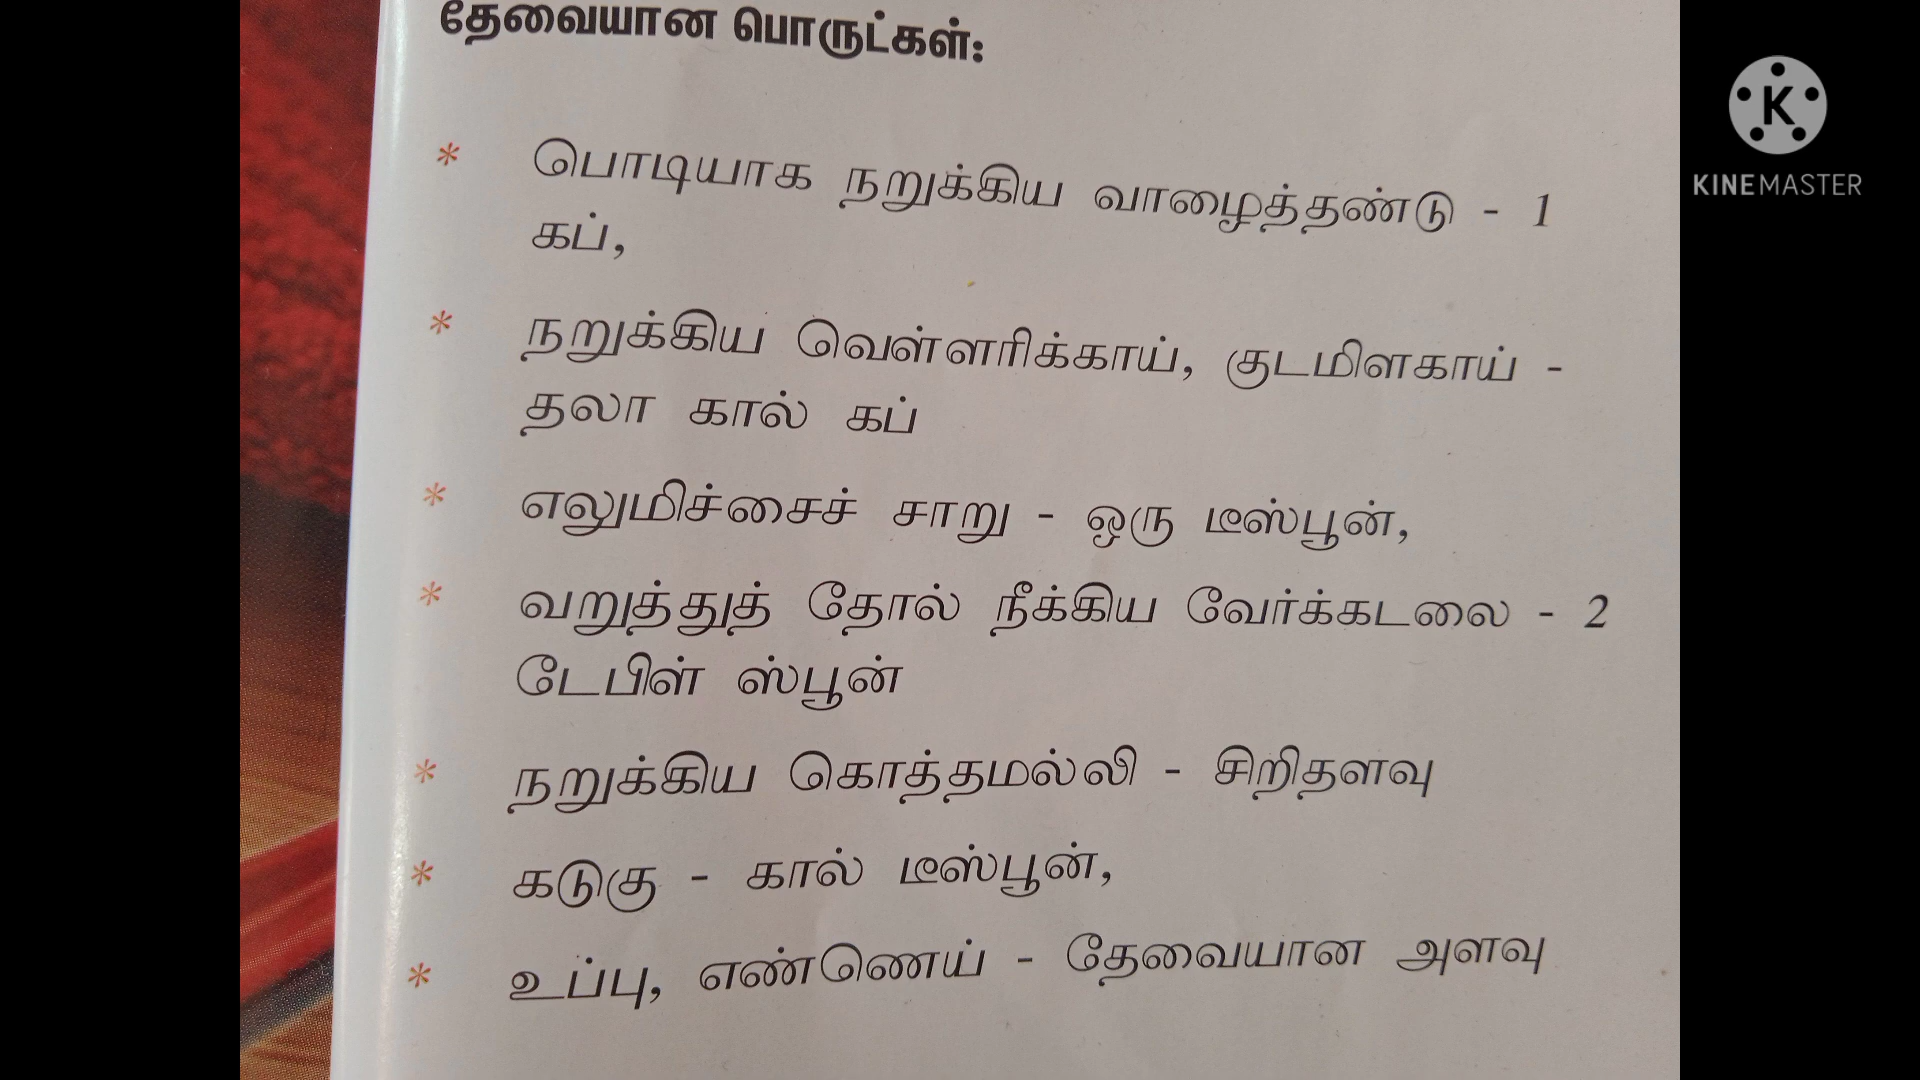 தேவையான பொருட்கள்:
* பொடியாக நறுக்கிய வாழைத்தண்டு - 1
கப்,
* நறுக்கிய வெள்ளரிக்காய், குடமிளகாய் -
தலா கால் கப்
* எலுமிச்சைச் சாறு - ஒரு டீஸ்பூன்,
* வறுத்துத் தோல் நீக்கிய வேர்க்கடலை - 2
டேபிள் ஸ்பூன்
* நறுக்கிய கொத்தமல்லி - சிறிதளவு
* கடுகு - கால் டீஸ்பூன்,
* உப்பு, எண்ணெய் - தேவையான அளவு
K
KINEMASTER